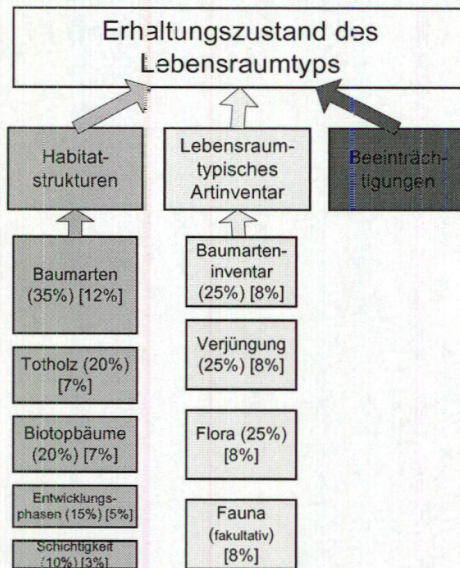 Erhaltungszustand des
Lebensraumtyps
Habitat-
strukturen
Lebensraum-
typisches
Artinventar
Beeinträch-
tigungen
Baumarten
(35%) [12%]
Totholz (20%)
[7%]
Biotopbäume
(20%) [7%]
Entwicklungs-
phasen (15%) [5%]
Schichtigkeit
(10%) [3%]
Baumarten-
inventar
(25%) [8%]
Verjüngung
(25%) [8%]
Flora (25%)
[8%]
Fauna
(fakultativ)
[8%]